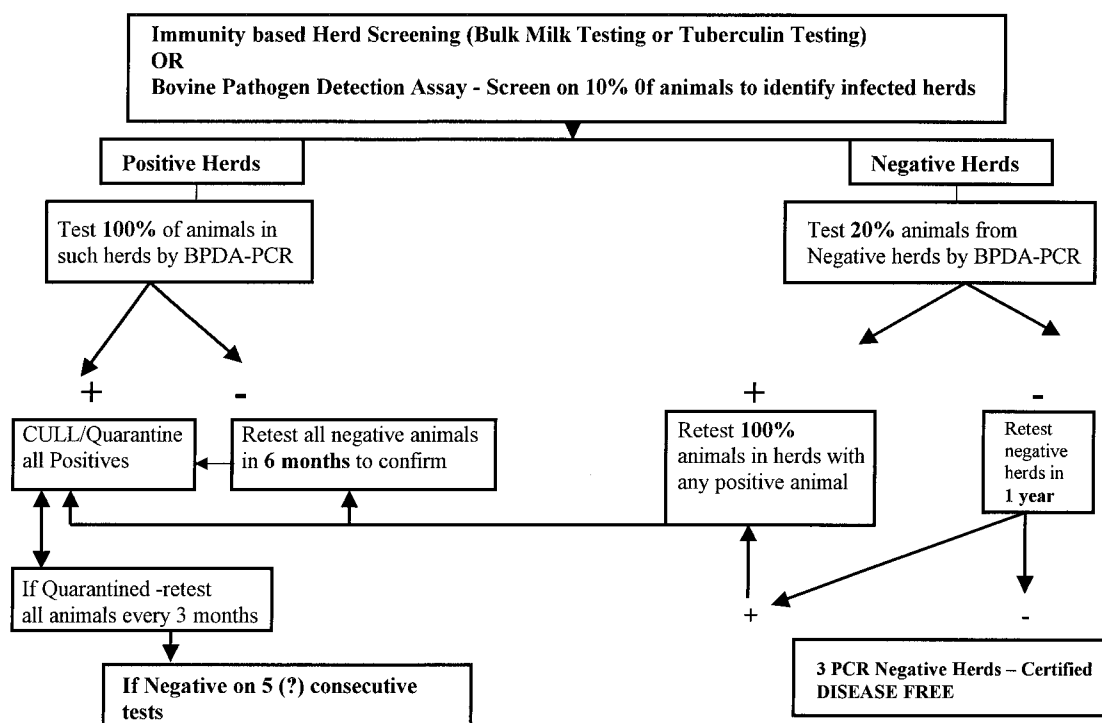 Immunity based Herd Screening (Bulk Milk Testing or Tuberculin Testing)
OR
Bovine Pathogen Detection Assay - Screen on 10% 0f animals to identify infected herds
Positive Herds
Negative Herds
Test 100% of animals in
such herds by BPDA-PCR
Test 20% animals from
Negative herds by BPDA-PCR
+
-
+
-
CULL/Quarantine
all Positives
Retest all negative animals
in 6 months to confirm
Retest 100%
animals in herds with
any positive animal
Retest
negative
herds in
1 year
If Quarantined -retest
all animals every 3 months
+
-
If Negative on 5 (?) consecutive
tests
3 PCR Negative Herds – Certified
DISEASE FREE